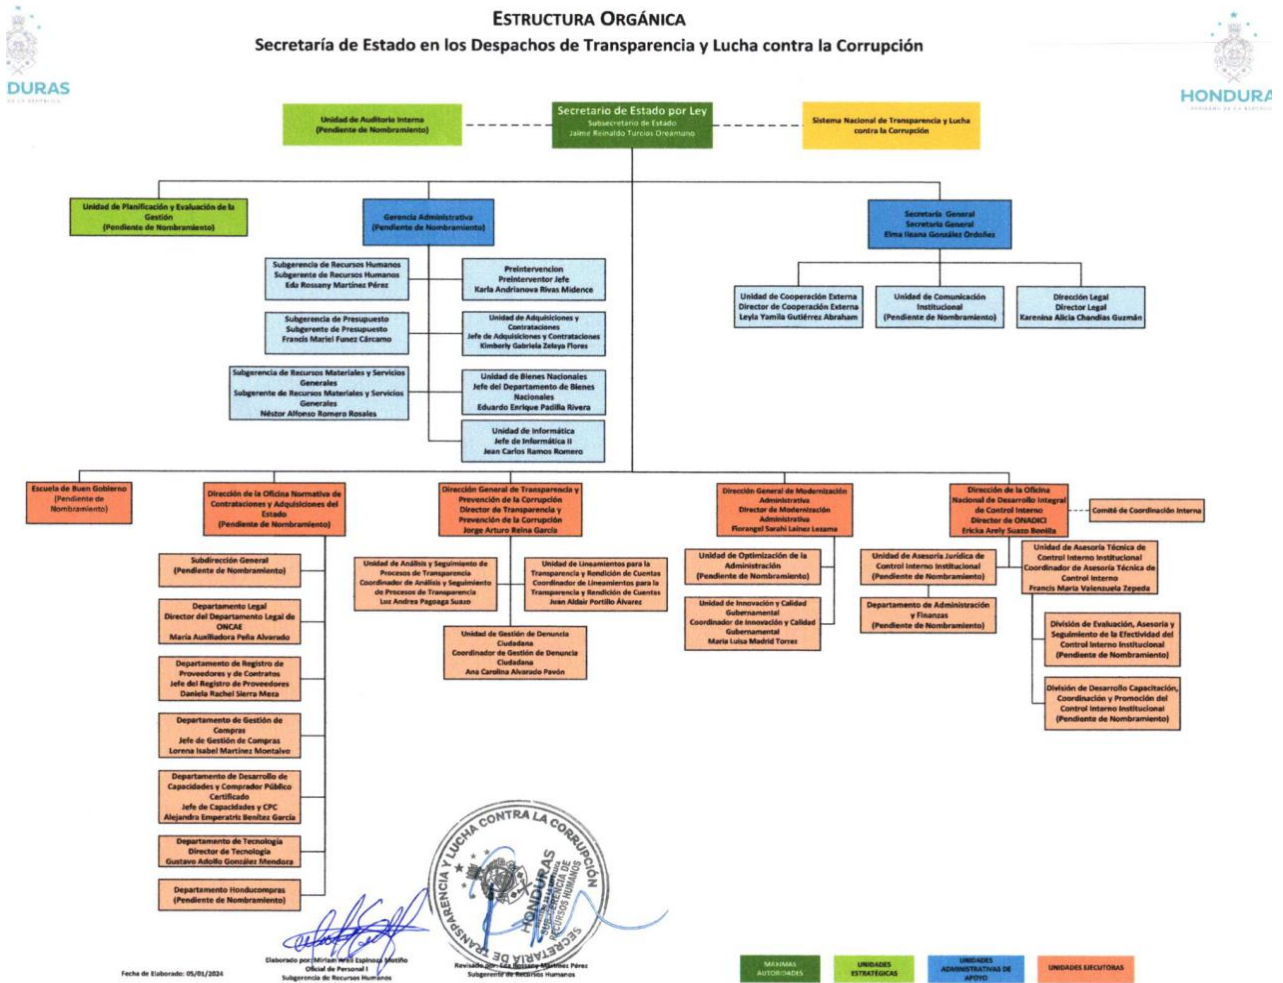 ESTRUCTURA ORGÁNICA
Secretaría de Estado en los Despachos de Transparencia y Lucha contra la Corrupción
DURAS
HONDURA
Unidad de Auditoria Interna
(Pendiente de Nombramiento)
Secretario de Estado por Ley
Subsecretario de Estado
Jaime Reinaldo Turcios Oreamuno
Sistema Nacional de Transparencia y Lucha
contra la Corrupción
Unidad de Planificación y Evaluación de la
Gestión
(Pendiente de Nombramiento)
Gerencia Administrativa
(Pendiente de Nombramiento)
Secretaría General
Secretaria General
Elma Ileana González Ordoñez
Subgerencia de Recursos Humanos
Subgerente de Recursos Humanos
Eda Rossany Martínez Pérez
Preintervencion
Preinterventor Jefe
Karla Andrianova Rivas Midence
Unidad de Cooperación Externa
Director de Cooperación Externa
Leyla Yamila Gutiérrez Abraham
Unidad de Comunicación
Institucional
(Pendiente de Nombramiento)
Dirección Legal
Director Legal
Karenina Alicia Chandias Guzmán
Subgerencia de Presupuesto
Subgerente de Presupuesto
Francis Mariel Funez Cárcamo
Unidad de Adquisiciones y
Contrataciones
Jefe de Adquisiciones y Contrataciones
Kimberly Gabriela Zelaya Flores
Subgerencia de Recursos Materiales y Servicios
Generales
Subgerente de Recursos Materiales y Servicios
Generales
Néstor Alfonso Romero Rosales
Unidad de Bienes Nacionales
Jefe del Departamento de Bienes
Nacionales
Eduardo Enrique Padilla Rivera
Unidad de Informática
Jefe de Informática II
Jean Carlos Ramos Romero
Escuela de Buen Gobierno
(Pendiente de
Nombramiento)
Dirección de la Oficina Normativa de
Contrataciones y Adquisiciones del
Estado
(Pendiente de Nombramiento)
Dirección General de Transparencia y
Prevención de la Corrupción
Director de Transparencia y
Prevención de la Corrupción
Jorge Arturo Reina García
Dirección General de Modernización
Administrativa
Director de Modernización
Administrativa
Florangel Sarahi Lainez Lezama
Dirección de la Oficina
Nacional de Desarrollo Integral
de Control Interno
Director de ONADICI
Ericka Arely Suazo Bonilla
Comité de Coordinación Interna
Subdirección General
(Pendiente de Nombramiento)
Departamento Legal
Director del Departamento Legal de
ONCAE
María Auxiliadora Peña Alvarado
Departamento de Registro de
Proveedores y de Contratos
Jefe del Registro de Proveedores
Daniela Rachel Sierra Meza
Departamento de Gestión de
Compras
Jefe de Gestión de Compras
Lorena Isabel Martínez Montalvo
Departamento de Desarrollo de
Capacidades y Comprador Público
Certificado
Jefe de Capacidades y CPC
Alejandra Emperatriz Benítez García
Departamento de Tecnología
Director de Tecnología
Gustavo Adolfo González Mendoza
Departamento Honducompras
(Pendiente de Nombramiento)
Unidad de Análisis y Seguimiento de
Procesos de Transparencia
Coordinador de Análisis y Seguimiento
de Procesos de Transparencia
Luz Andrea Pagoaga Suazo
Unidad de Lineamientos para la
Transparencia y Rendición de Cuentas
Coordinador de Lineamientos para la
Transparencia y Rendición de Cuentas
Juan Aldair Portillo Álvarez
Unidad de Gestión de Denuncia
Ciudadana
Coordinador de Gestión de Denuncia
Ciudadana
Ana Carolina Alvarado Pavón
Unidad de Optimización de la
Administración
(Pendiente de Nombramiento)
Unidad de Innovación y Calidad
Gubernamental
Coordinador de Innovación y Calidad
Gubernamental
Maria Luisa Madrid Torrez
Unidad de Asesoría Jurídica de
Control Interno Institucional
(Pendiente de Nombramiento)
Departamento de Administración
y Finanzas
(Pendiente de Nombramiento)
Unidad de Asesoría Técnica de
Control Interno Institucional
Coordinador de Asesoría Técnica de
Control Interno
Francis María Valenzuela Zepeda
División de Evaluación, Asesoría y
Seguimiento de la Efectividad del
Control Interno Institucional
(Pendiente de Nombramiento)
División de Desarrollo Capacitación,
Coordinación y Promoción del
Control Interno Institucional
(Pendiente de Nombramiento)
SECRETARÍA DE TRANSPARENCIA Y LUCHA CONTRA LA CORRUPCIÓN
HONDURAS
SUBGERENCIA DE
RECURSOS HUMANOS
Fecha de Elaborado: 05/01/2024
Elaborado por: Miriam Espinoza
Oficial de Personal I
Subgerencia de Recursos Humanos
Revisado por: Eda Rossany Martínez Pérez
Subgerente de Recursos Humanos
MAXIMAS
AUTORIDADES
UNIDADES
ESTRATÉGICAS
UNIDADES
ADMINISTRATIVAS DE
APOYO
UNIDADES EJECUTORAS